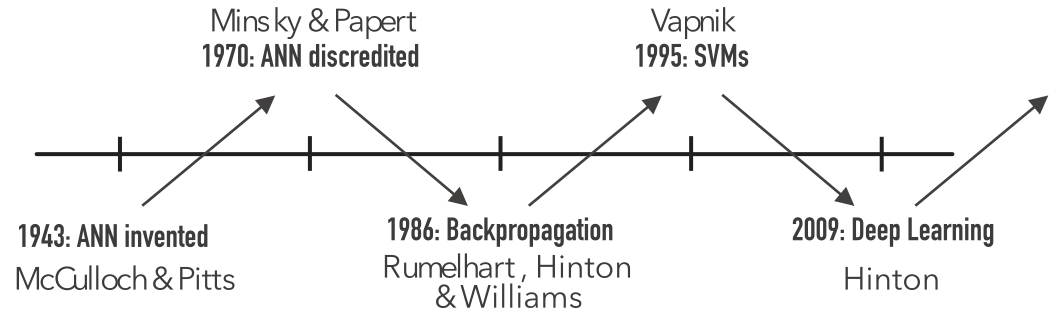 Minsky & Papert
1970: ANN discredited
Vapnik
1995: SVMs
1943: ANN invented
McCulloch & Pitts
1986: Backpropagation
Rumelhart, Hinton
& Williams
2009: Deep Learning
Hinton